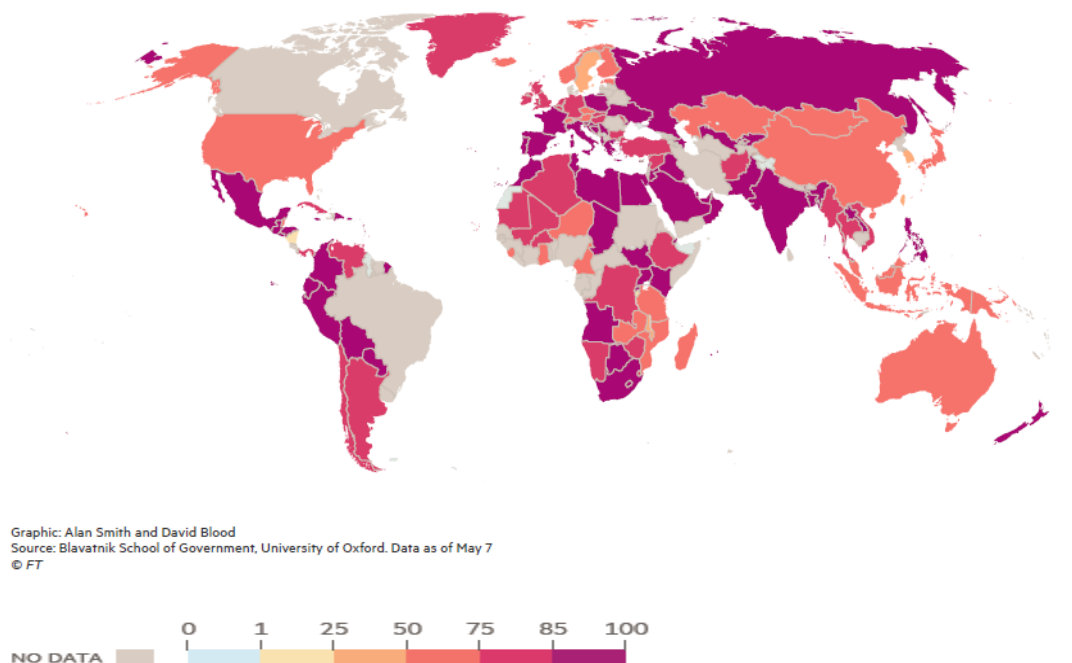 Graphic: Alan Smith and David Blood
Source: Blavatnik School of Government, University of Oxford. Data as of May 7
© FT
0 1 25 50 75 85 100
NO DATA